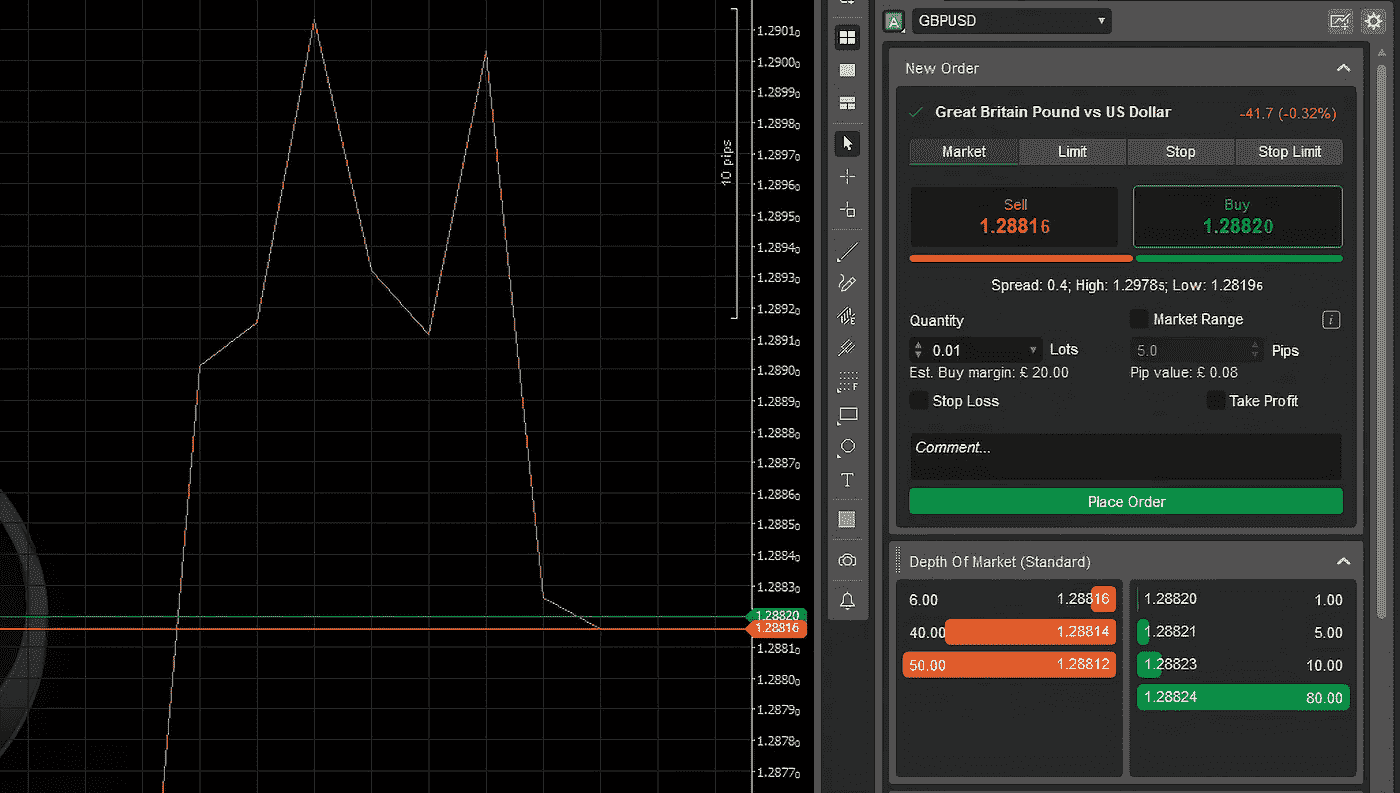 1.29010
1.29000
1.28990
1.28980
1.28970
1.28960
1.28950
1.28940
1.28930
1.28920
1.28910
1.28900
1.28890
1.28880
1.28870
1.28860
1.28850
1.28840
1.28830
1.28820
1.28816
1.28810
1.28800
1.28790
1.28780
1.28770
10 pips
F
T
A
GBPUSD
New Order
Great Britain Pound vs US Dollar -41.7 (-0.32%)
Market Limit Stop Stop Limit
Sell Buy
1.28816 1.28820
Spread: 0.4; High: 1.29785; Low: 1.28196
Quantity Market Range i
0.01 Lots 5.0 Pips
Est. Buy margin: £ 20.00 Pip value: £ 0.08
Stop Loss Take Profit
Comment...
Place Order
Depth Of Market (Standard)
6.00 1.28816 1.28820 1.00
40.00 1.28814 1.28821 5.00
50.00 1.28812 1.28823 10.00
1.28824 80.00